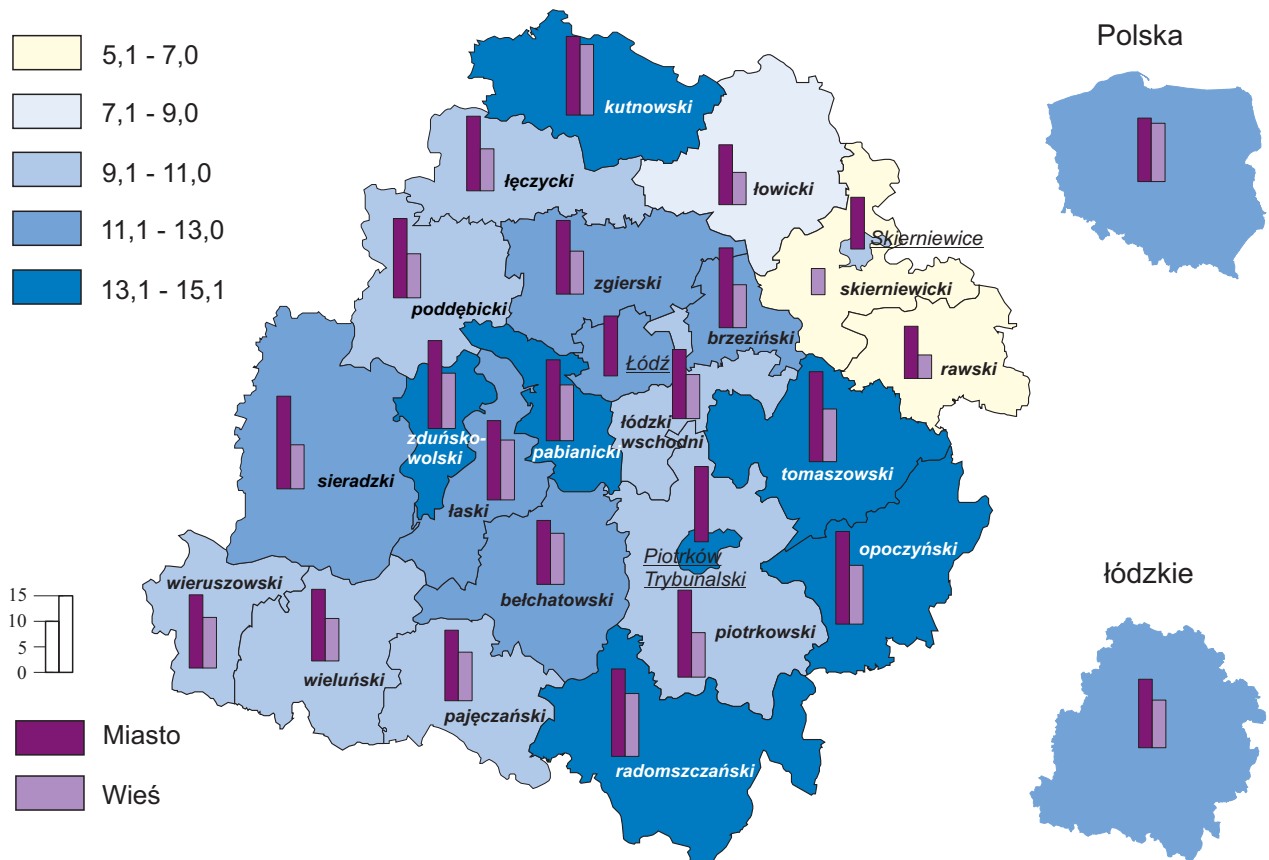 5,1 - 7,0
7,1 - 9,0
9,1 - 11,0
11,1 - 13,0
13,1 - 15,1
Polska
kutnowski
łęczycki
łowicki
Skierniewice
zgierski
skierniewicki
poddębicki
brzeziński
Łódź
rawski
łódzki
wschodni
zduńsko-
wolski
pabianicki
tomaszowski
sieradzki
łaski
opoczyński
Piotrków
Trybunalski
wieruszowski
bełchatowski
piotrkowski
łódzkie
15
10
5
0
wieluński
pajęczański
radomszczański
Miasto
Wieś